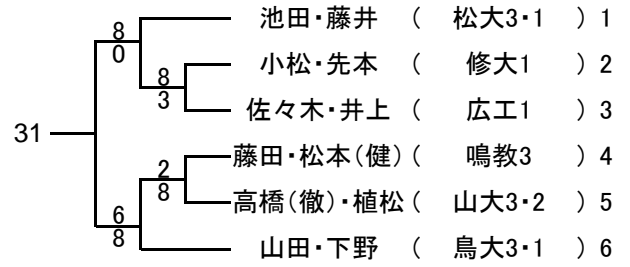 池田・藤井 ( 松大3・1 ) 1
8
0
小松・先本 ( 修大1 ) 2
8
3
佐々木・井上 ( 広工1 ) 3
31
藤田・松本(健) ( 鳴教3 ) 4
2
8
高橋(徹)・植松 ( 山大3・2 ) 5
6
8
山田・下野 ( 鳥大3・1 ) 6